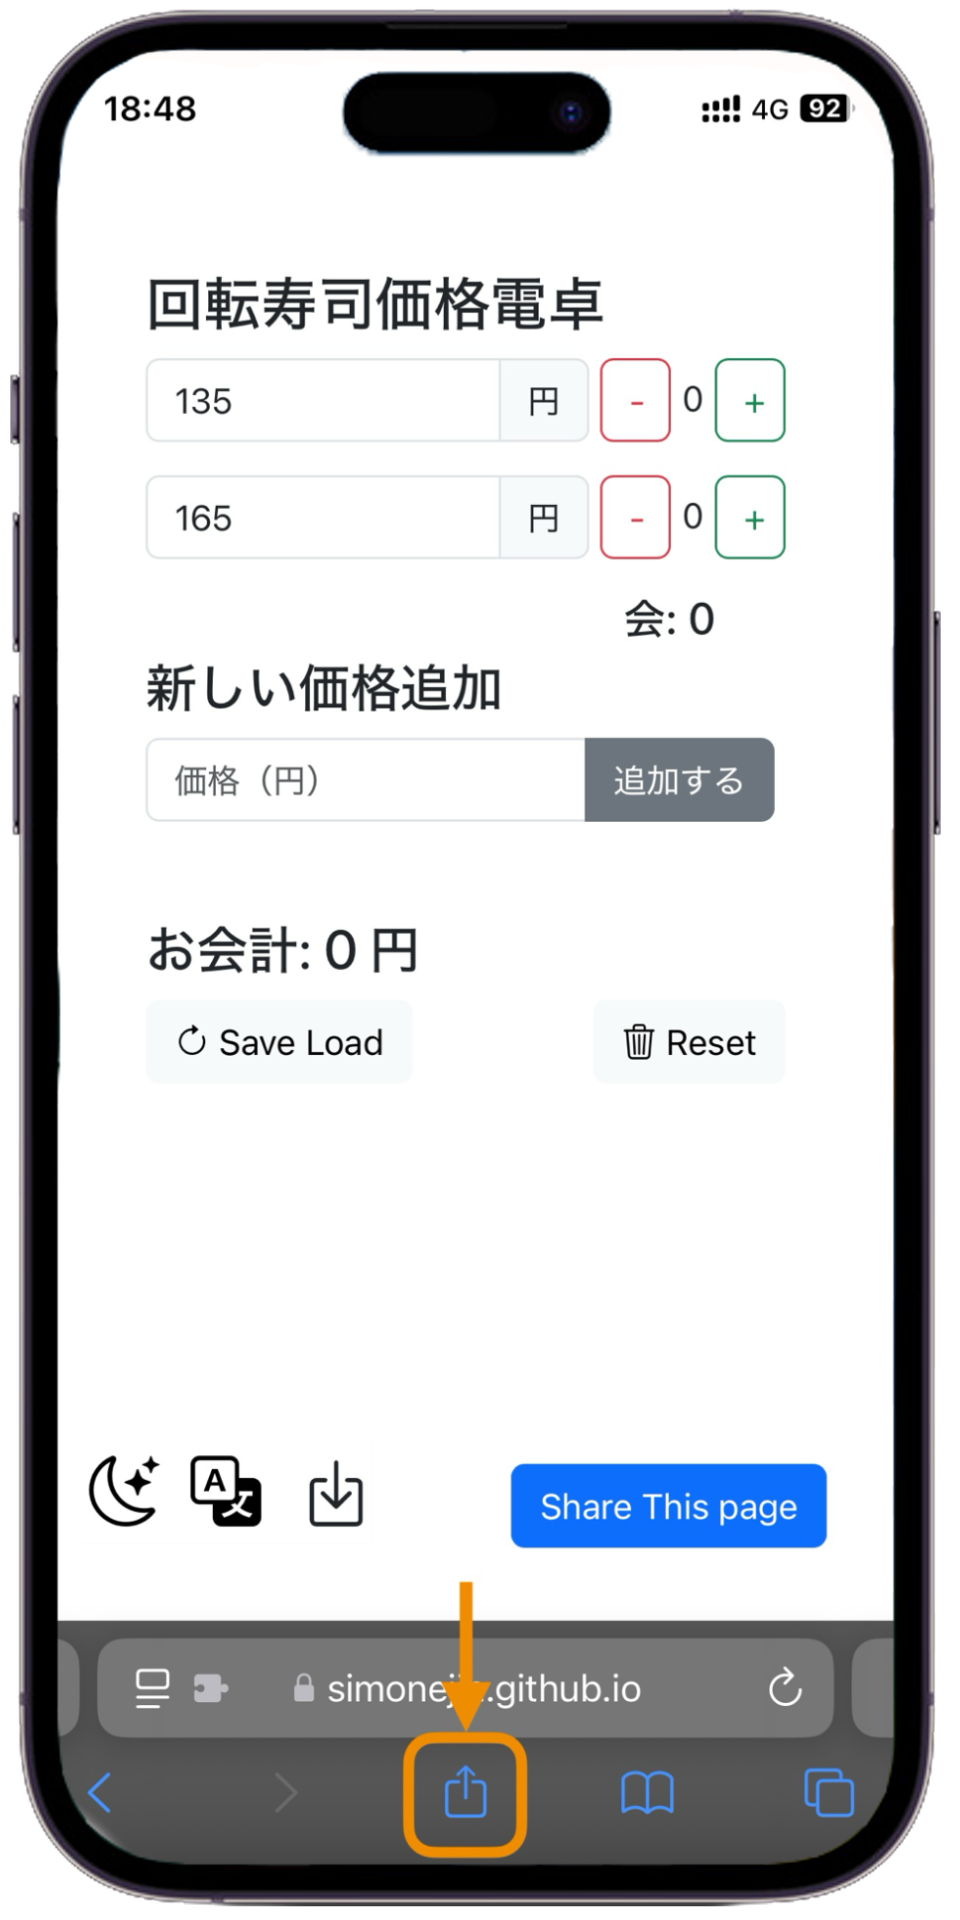 18:48 4G 92
回転寿司価格電卓
135 円 - 0 +
165 円 - 0 +
会: 0
新しい価格追加
価格（円） 追加する
お会計: 0 円
Save Load Reset
A 文
Share This page
.github.io